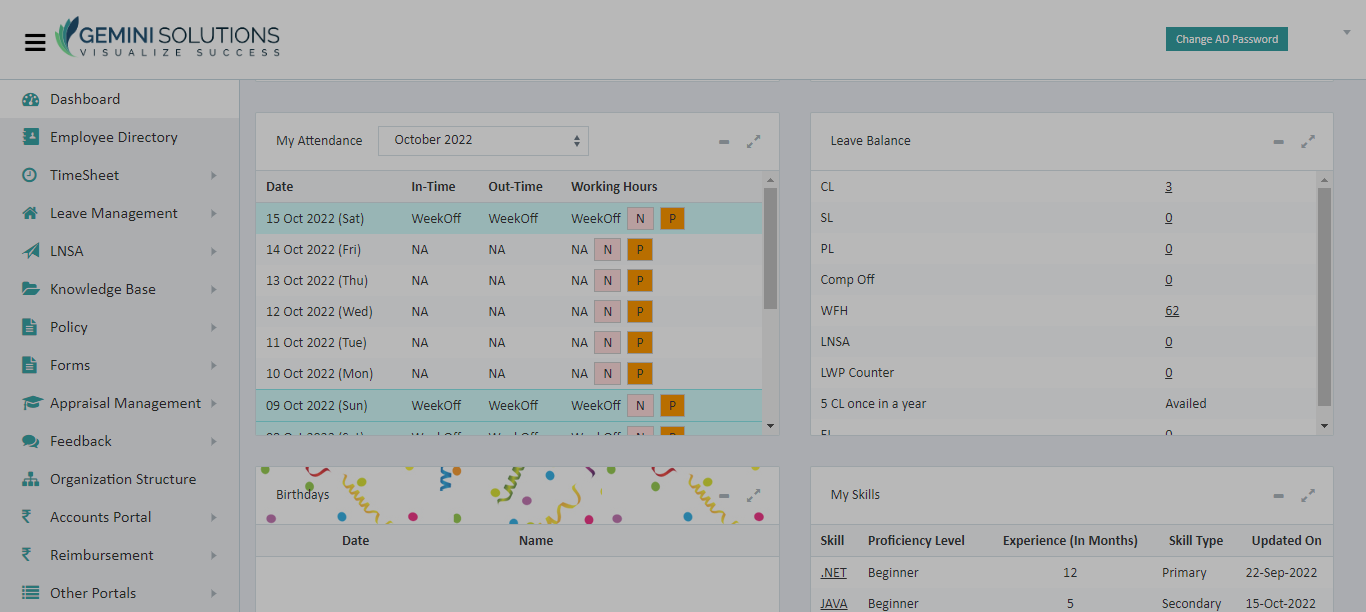 GEMINI SOLUTIONS
VISUALIZE SUCCESS
Change AD Password
Dashboard
Employee Directory
TimeSheet
Leave Management
LNSA
Knowledge Base
Policy
Forms
Appraisal Management
Feedback
Organization Structure
Accounts Portal
Reimbursement
Other Portals
My Attendance October 2022
Date In-Time Out-Time Working Hours
15 Oct 2022 (Sat) WeekOff WeekOff WeekOff N P
14 Oct 2022 (Fri) NA NA NA N P
13 Oct 2022 (Thu) NA NA NA N P
12 Oct 2022 (Wed) NA NA NA N P
11 Oct 2022 (Tue) NA NA NA N P
10 Oct 2022 (Mon) NA NA NA N P
09 Oct 2022 (Sun) WeekOff WeekOff WeekOff N P
Leave Balance
CL 3
SL 0
PL 0
Comp Off 0
WFH 62
LNSA 0
LWP Counter 0
5 CL once in a year Availed
Birthdays
Date Name
My Skills
Skill Proficiency Level Experience (In Months) Skill Type Updated On
.NET Beginner 12 Primary 22-Sep-2022
JAVA Beginner 5 Secondary 15-Oct-2022